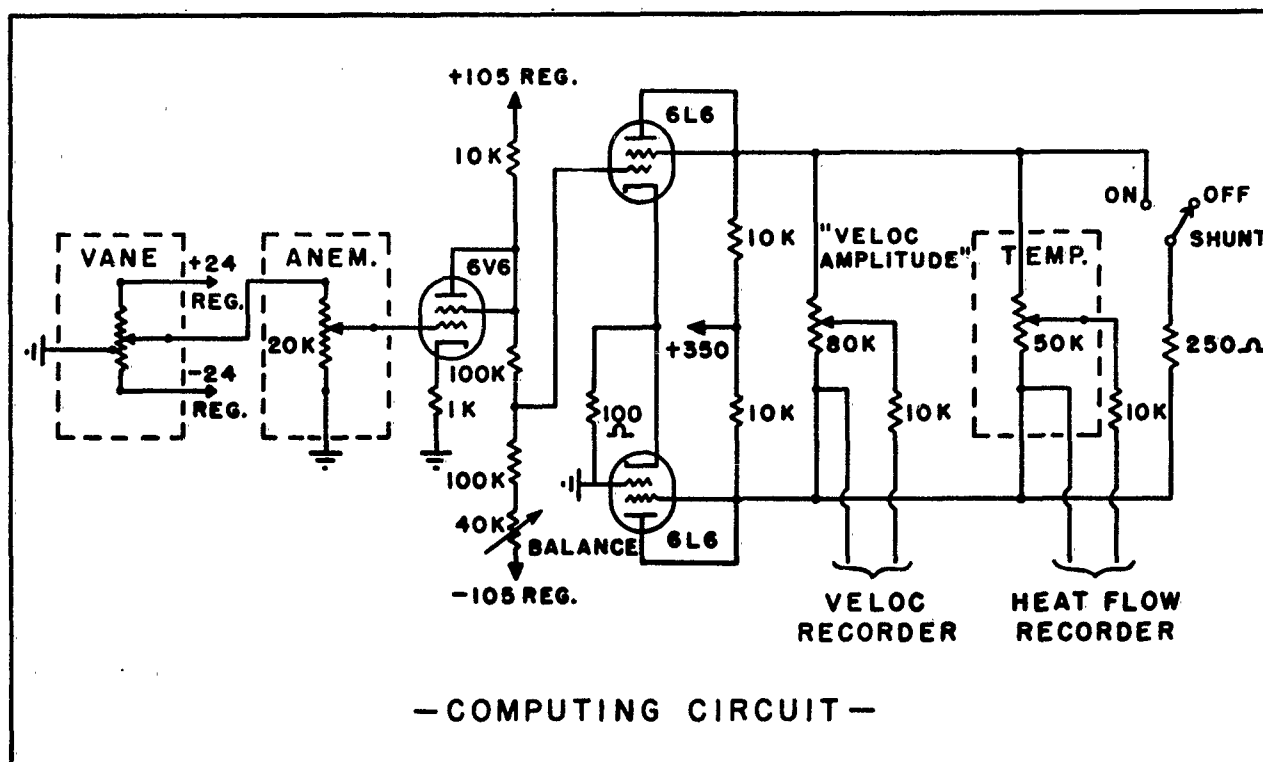 +105 REG.
10K
6L6
VANE
+24
REG.
-24
REG.
ANEM.
20K
6V6
1K
100K
100K
40K
BALANCE
-105 REG.
100
Ω
6L6
10K
+350
10K
"VELOC
AMPLITUDE"
80K
10K
TEMP.
50K
10K
ON
OFF
SHUNT
250Ω
VELOC
RECORDER
HEAT FLOW
RECORDER
-COMPUTING CIRCUIT-